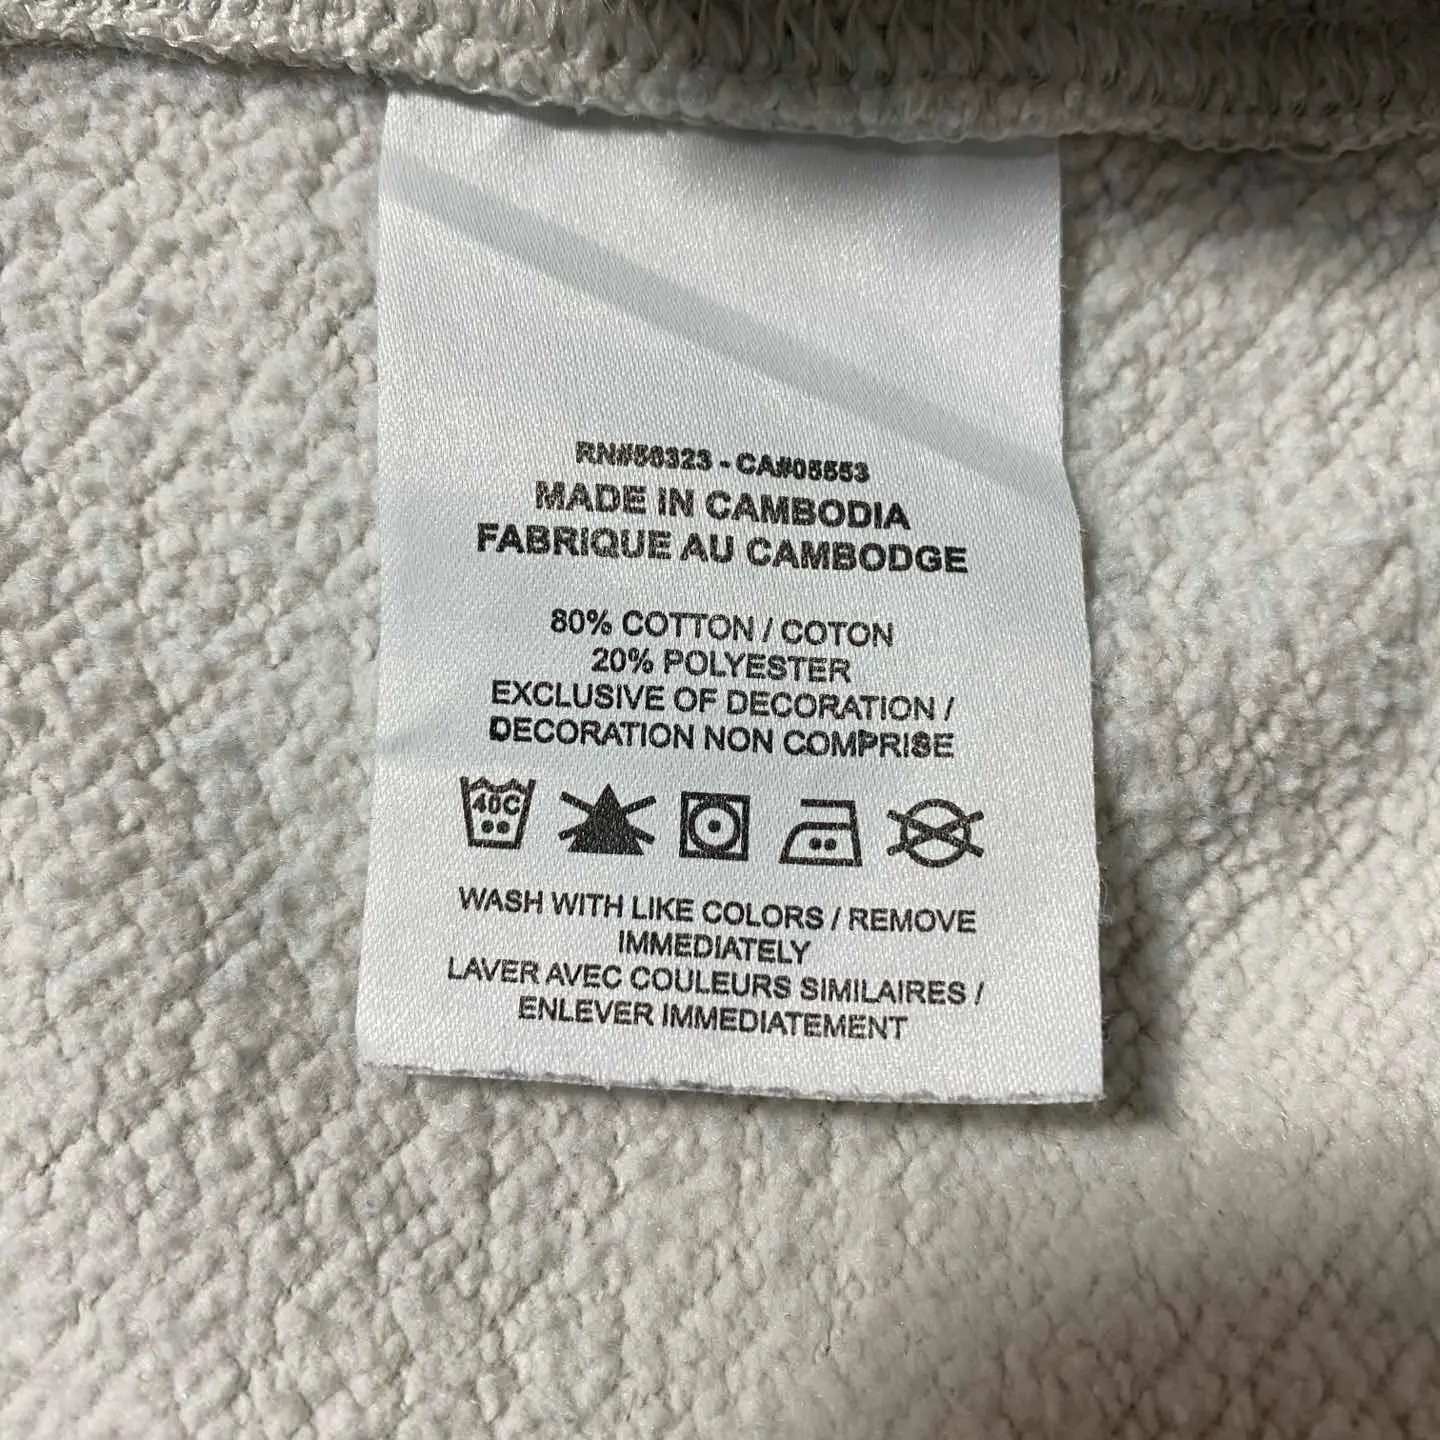 RN#56323 - CA#05553
MADE IN CAMBODIA
FABRIQUE AU CAMBODGE
80% COTTON / COTON
20% POLYESTER
EXCLUSIVE OF DECORATION /
DECORATION NON COMPRISE
40C
WASH WITH LIKE COLORS / REMOVE
IMMEDIATELY
LAVER AVEC COULEURS SIMILAIRES /
ENLEVER IMMEDIATEMENT